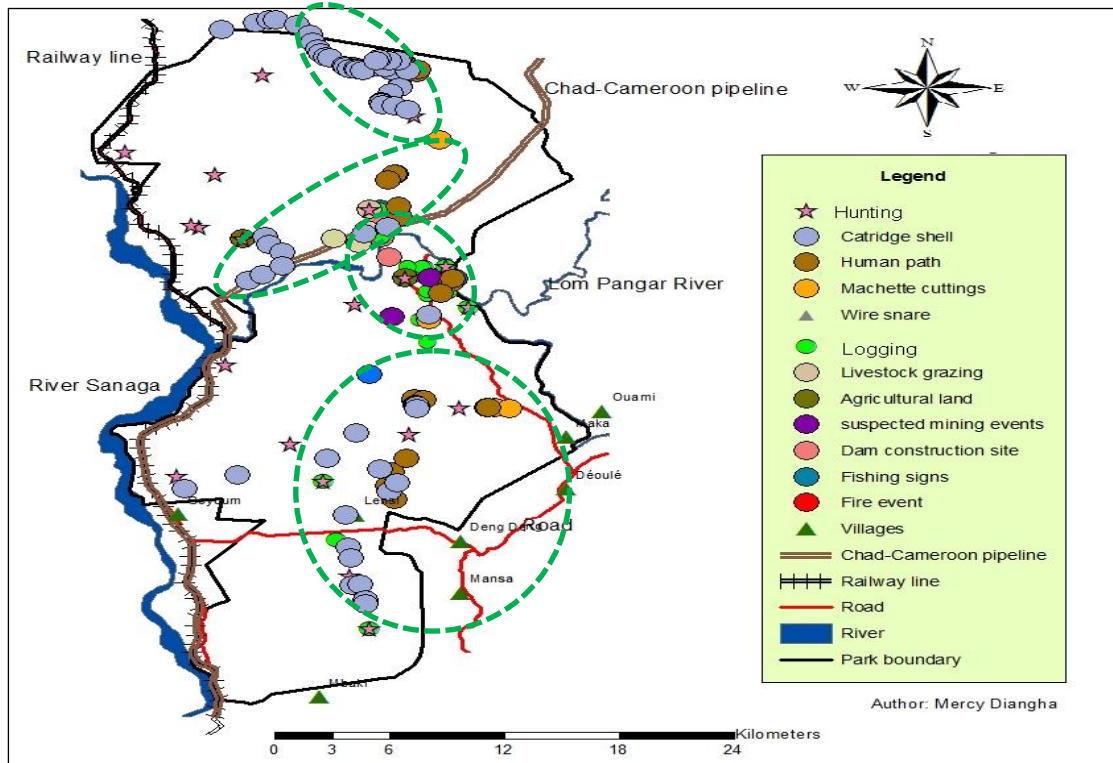 Railway line
Chad-Cameroon pipeline
N
W
E
S
Lom Pangar River
River Sanaga
Ouami
Déoulé
Deng Deng
Road
Mansa
Mbaki
Legend
Hunting
Catridge shell
Human path
Machette cuttings
Wire snare
Logging
Livestock grazing
Agricultural land
suspected mining events
Dam construction site
Fishing signs
Fire event
Villages
Chad-Cameroon pipeline
Railway line
Road
River
Park boundary
Author: Mercy Diangha
Kilometers
0 3 6 12 18 24